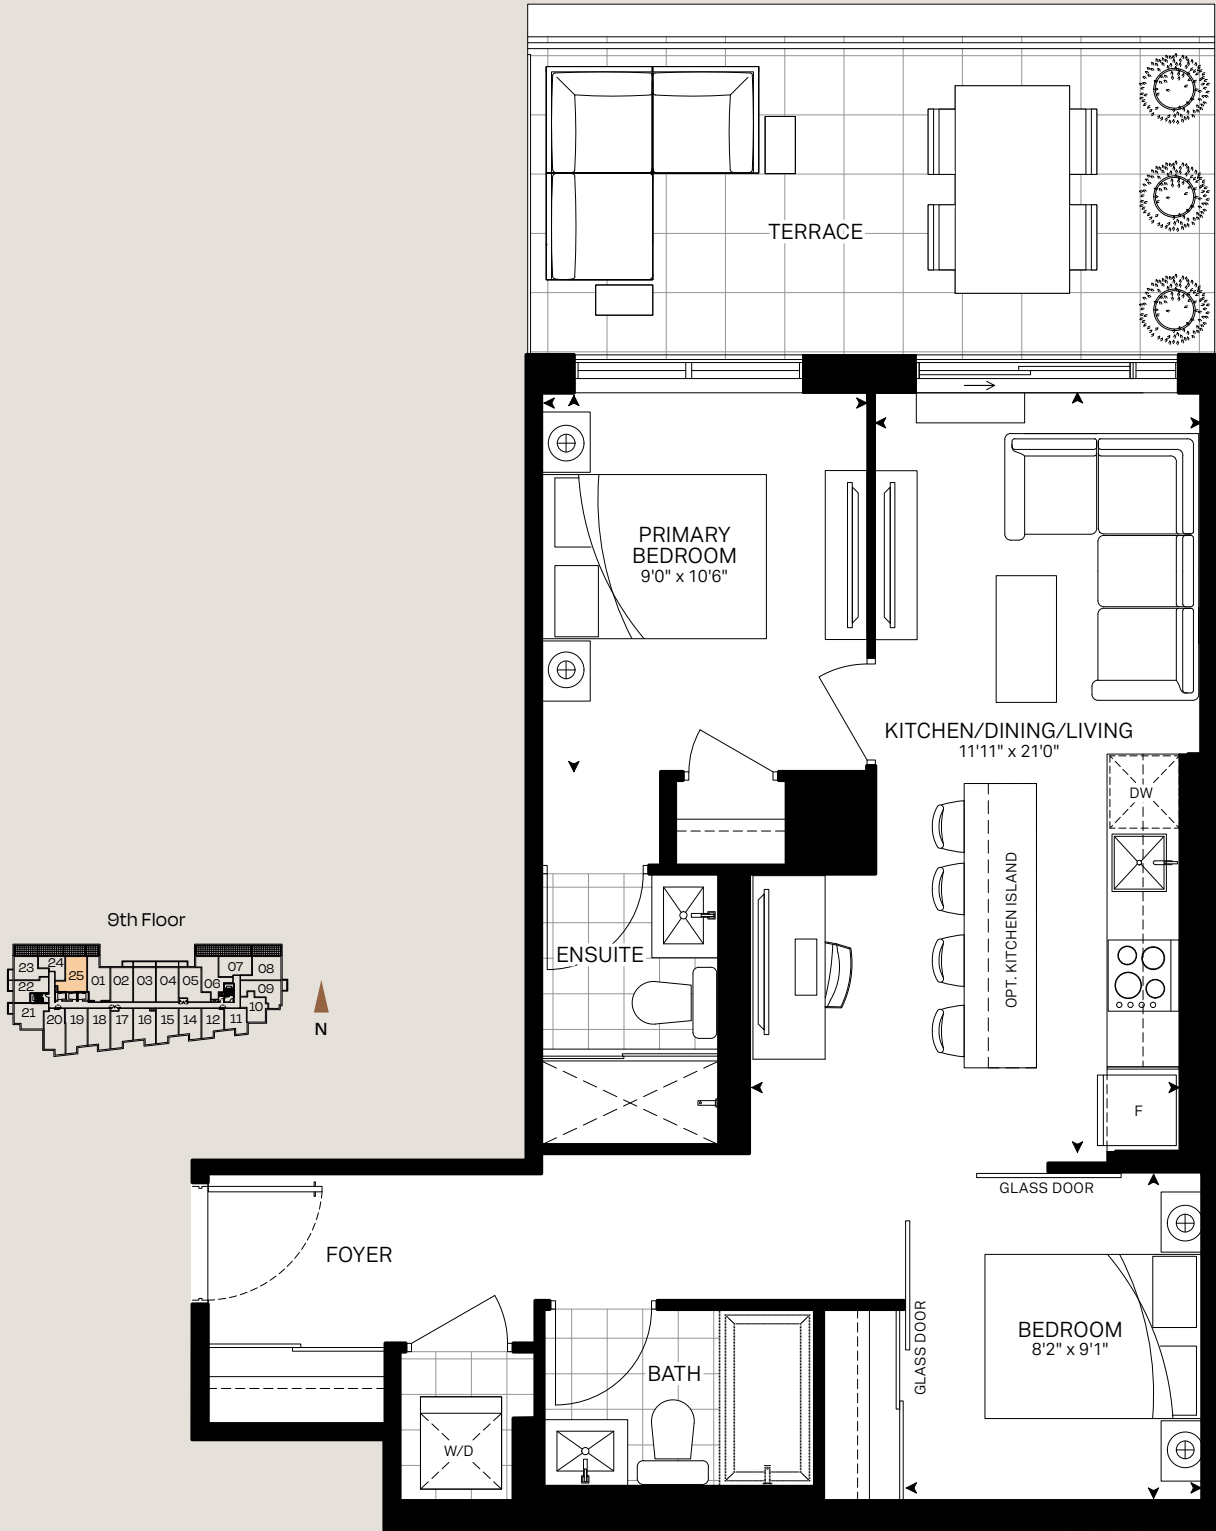 TERRACE
PRIMARY
BEDROOM
9'0" x 10'6"
KITCHEN/DINING/LIVING
11'11" x 21'0"
DW
OPT. KITCHEN ISLAND
ENSUITE
F
GLASS DOOR
FOYER
GLASS DOOR
BEDROOM
8'2" x 9'1"
BATH
W/D
9th Floor
23
24
25
01
02
03
04
05
06
07
08
09
10
22
21
20
19
18
17
16
15
14
12
11
N